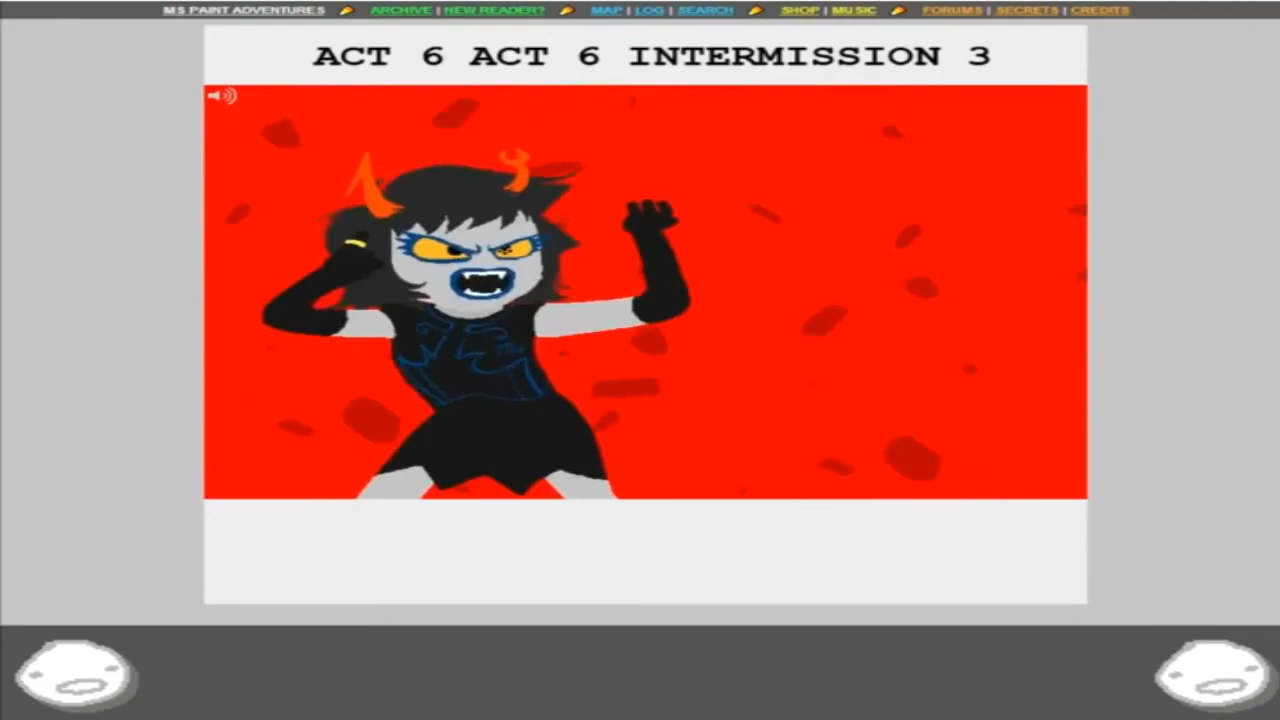 MS PAINT ADVENTURES ARCHIVE | NEW READER? MAP | LOG | SEARCH SHOP | MUSIC FORUMS | SECRETS | CREDITS
ACT 6 ACT 6 INTERMISSION 3